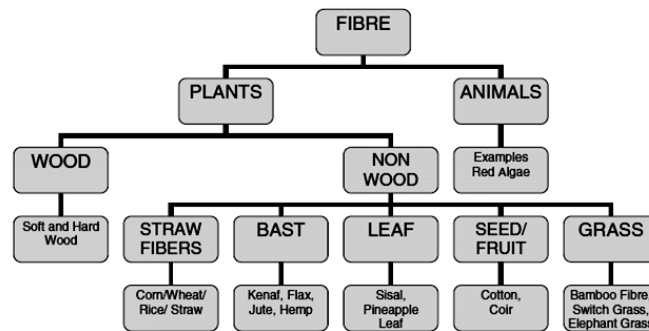 FIBRE
PLANTS
ANIMALS
WOOD
NON
WOOD
Examples
Red Algae
Soft and Hard
Wood
STRAW
FIBERS
BAST
LEAF
SEED/
FRUIT
GRASS
Corn/Wheat/
Rice/ Straw
Kenaf, Flax,
Jute, Hemp
Sisal,
Pineapple
Leaf
Cotton,
Coir
Bamboo Fibre,
Switch Grass,
Elephant Grass